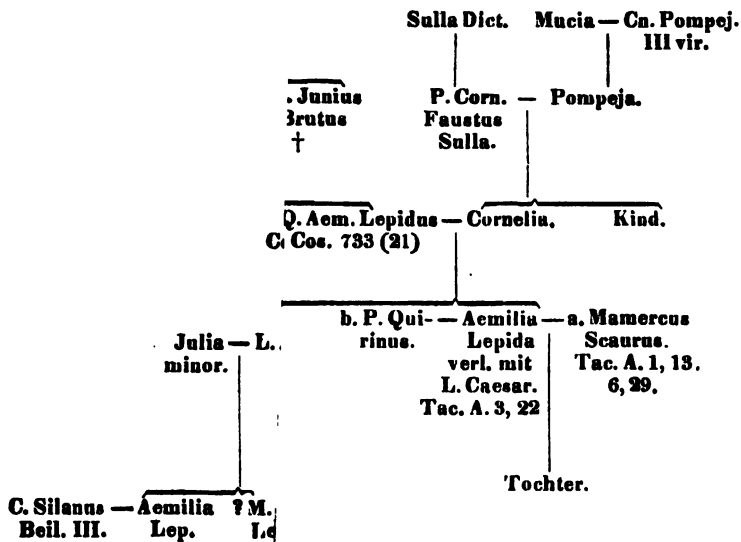 Sulla Dict. Mucia — Cn. Pompej.
III vir.
. Junius P. Corn. — Pompeja.
Brutus Faustus
† Sulla.
Q. Aem. Lepidus — Cornelia. Kind.
Cos. 733 (21)
b. P. Qui- — Aemilia — a. Mamercus
Julia — L. rinus. Lepida Scaurus.
minor. verl. mit Tac. A. 1, 13.
L. Caesar. 6, 29.
Tac. A. 3, 22
Tochter.
C. Silanus — Aemilia ? M.
Beil. III. Lep.